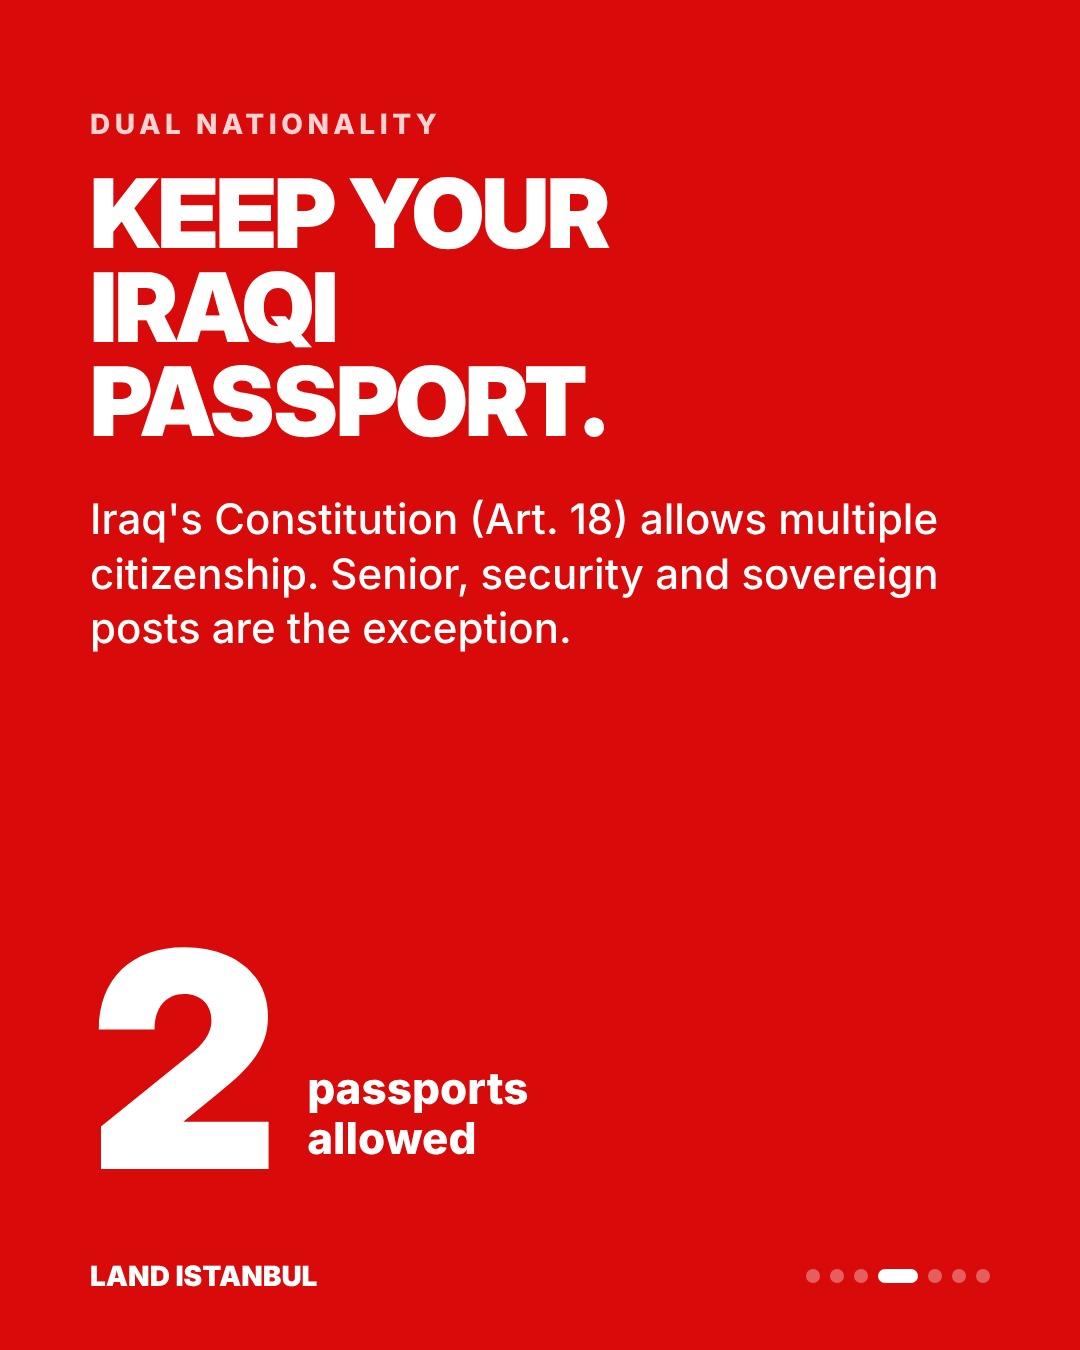 DUAL NATIONALITY
KEEP YOUR
IRAQI
PASSPORT.
Iraq's Constitution (Art. 18) allows multiple
citizenship. Senior, security and sovereign
posts are the exception.
2
passports
allowed
LAND ISTANBUL